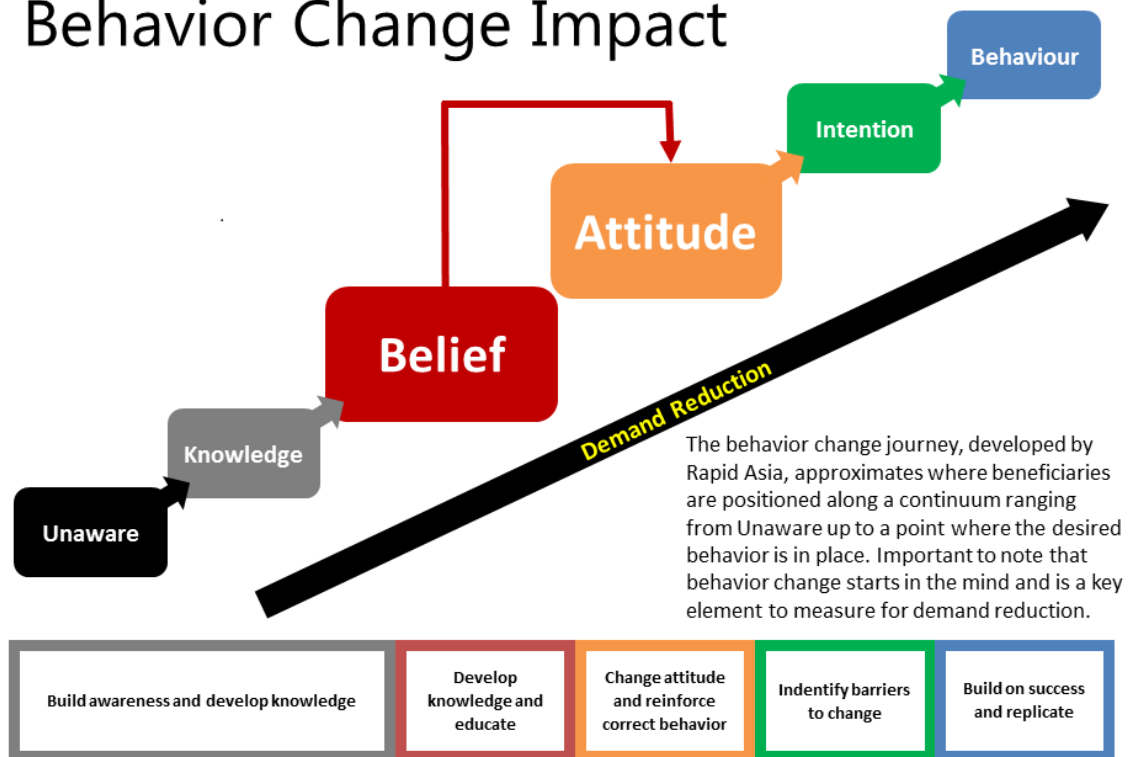 Behavior Change Impact
Behaviour
Intention
Attitude
Belief
Knowledge
Unaware
Demand Reduction
The behavior change journey, developed by
Rapid Asia, approximates where beneficiaries
are positioned along a continuum ranging
from Unaware up to a point where the desired
behavior is in place. Important to note that
behavior change starts in the mind and is a key
element to measure for demand reduction.
Build awareness and develop knowledge
Develop
knowledge and
educate
Change attitude
and reinforce
correct behavior
Indentify barriers
to change
Build on success
and replicate